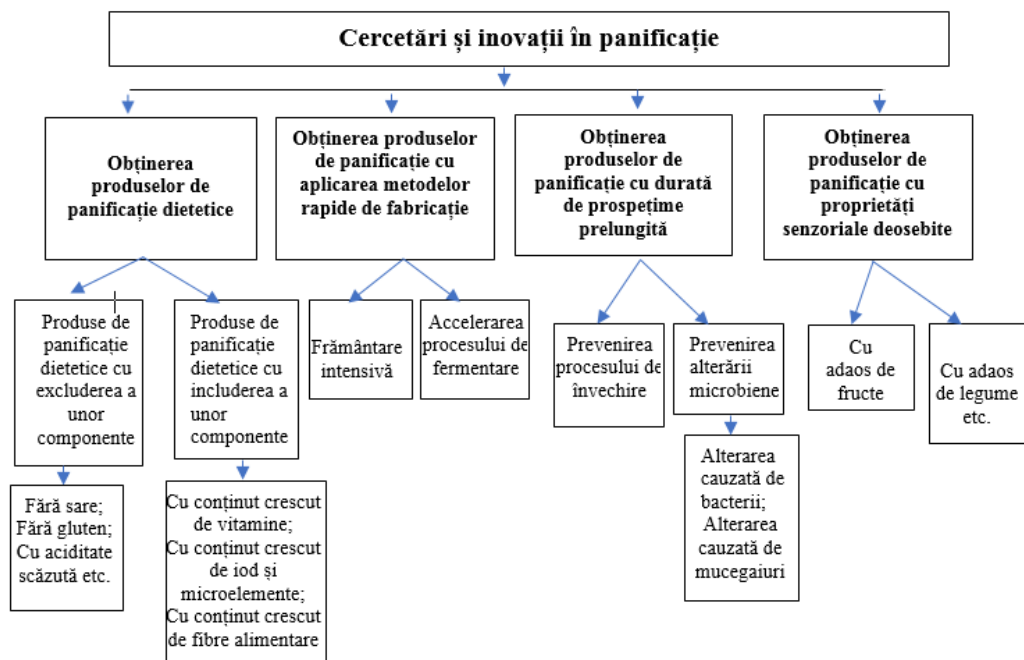 Cercetări și inovații în panificație
Obținerea
produselor de
panificație dietetice
Obținerea produselor
de panificație cu
aplicarea metodelor
rapide de fabricație
Obținerea
produselor de
panificație cu durată
de prospețime
prelungită
Obținerea
produselor de
panificație cu
proprietăți
senzoriale deosebite
Produse de
panificație
dietetice cu
excluderea a
unor
componente
Produse de
panificație
dietetice cu
includerea a
unor
componente
Frământare
intensivă
Accelerarea
procesului de
fermentare
Prevenirea
procesului de
învechire
Prevenirea
alterării
microbiene
Cu
adaos de
fructe
Cu adaos
de legume
etc.
Fără sare;
Fără gluten;
Cu aciditate
scăzută etc.
Cu conținut crescut
de vitamine;
Cu conținut crescut
de iod și
microelemente;
Cu conținut crescut
de fibre alimentare
Alterarea
cauzată de
bacterii;
Alterarea
cauzată de
mucegaiuri